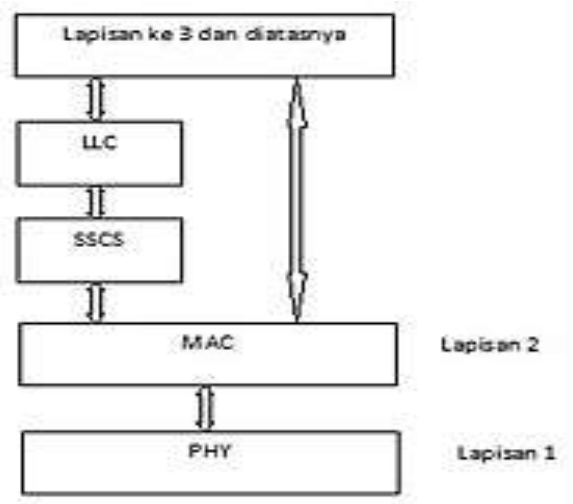 Lapisan ke 3 dan diatasnya
LLC
SSCS
MAC
Lapisan 2
PHY
Lapisan 1